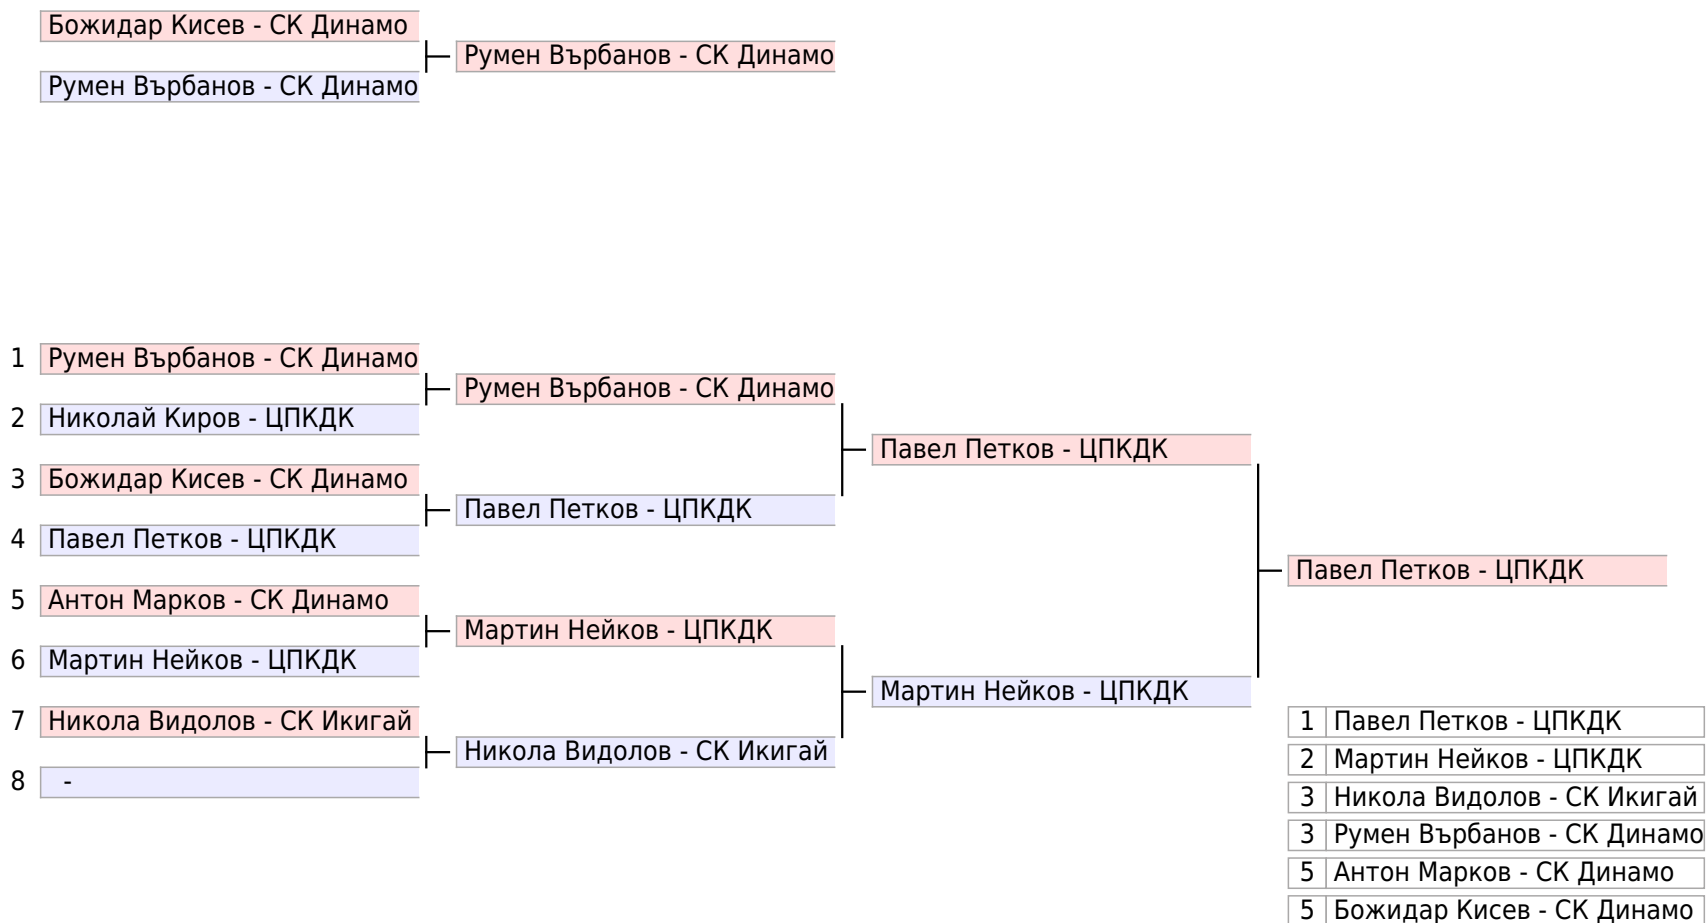 Божидар Кисев - СК Динамо
Румен Върбанов - СК Динамо
Румен Върбанов - СК Динамо
1 Румен Върбанов - СК Динамо
Румен Върбанов - СК Динамо
2 Николай Киров - ЦПКДК
Павел Петков - ЦПКДК
3 Божидар Кисев - СК Динамо
Павел Петков - ЦПКДК
4 Павел Петков - ЦПКДК
Павел Петков - ЦПКДК
5 Антон Марков - СК Динамо
Мартин Нейков - ЦПКДК
6 Мартин Нейков - ЦПКДК
Мартин Нейков - ЦПКДК
7 Никола Видолов - СК Икигай
Никола Видолов - СК Икигай
8 -
1 Павел Петков - ЦПКДК
2 Мартин Нейков - ЦПКДК
3 Никола Видолов - СК Икигай
3 Румен Върбанов - СК Динамо
5 Антон Марков - СК Динамо
5 Божидар Кисев - СК Динамо